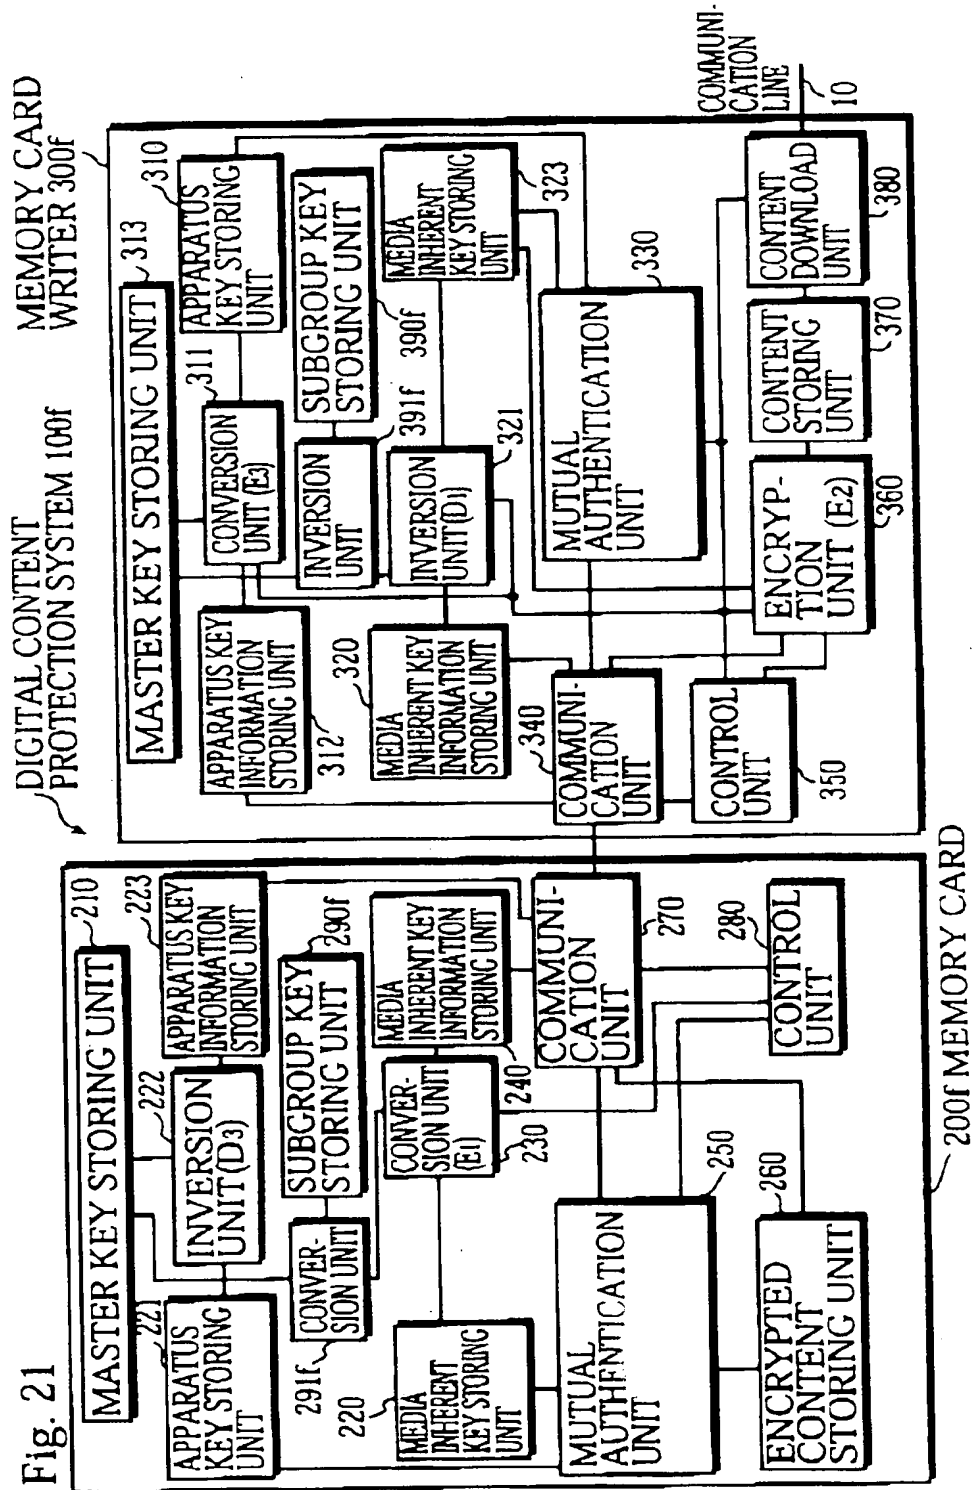 Fig. 21
DIGITAL CONTENT
PROTECTION SYSTEM 100f
MEMORY CARD
WRITER 300f
MASTER KEY STORING UNIT
210
221
APPARATUS
KEY STORING
UNIT
222
INVERSION
UNIT(D3)
223
APPARATUS KEY
INFORMATION
STORING UNIT
CONVER-
SION UNIT
291f
SUBGROUP KEY
STORING UNIT
290f
220
MEDIA
INHERENT
KEY STORING
UNIT
CONVER-
SION UNIT
(E1)
230
MEDIA
INHERENT KEY
INFORMATION
STORING UNIT
240
MUTUAL
AUTHENTICATION
UNIT
250
COMMUNI-
CATION
UNIT
270
ENCRYPTED
CONTENT
STORING UNIT
260
CONTROL
UNIT
280
200f MEMORY CARD
MASTER KEY STORING UNIT
313
APPARATUS KEY
INFORMATION
STORING UNIT
312
CONVERSION
UNIT (E3)
311
APPARATUS
KEY STORING
UNIT
310
INVERSION
UNIT
391f
SUBGROUP KEY
STORING UNIT
390f
320
MEDIA
INHERENT KEY
INFORMATION
STORING UNIT
INVERSION
UNIT(D1)
321
MEDIA
INHERENT
KEY STORING
UNIT
323
340
COMMUNI-
CATION
UNIT
MUTUAL
AUTHENTICATION
UNIT
330
CONTROL
UNIT
350
ENCRYP-
TION
UNIT (E2)
360
CONTENT
STORING
UNIT
370
CONTENT
DOWNLOAD
UNIT
380
COMMUNI-
CATION
LINE
10